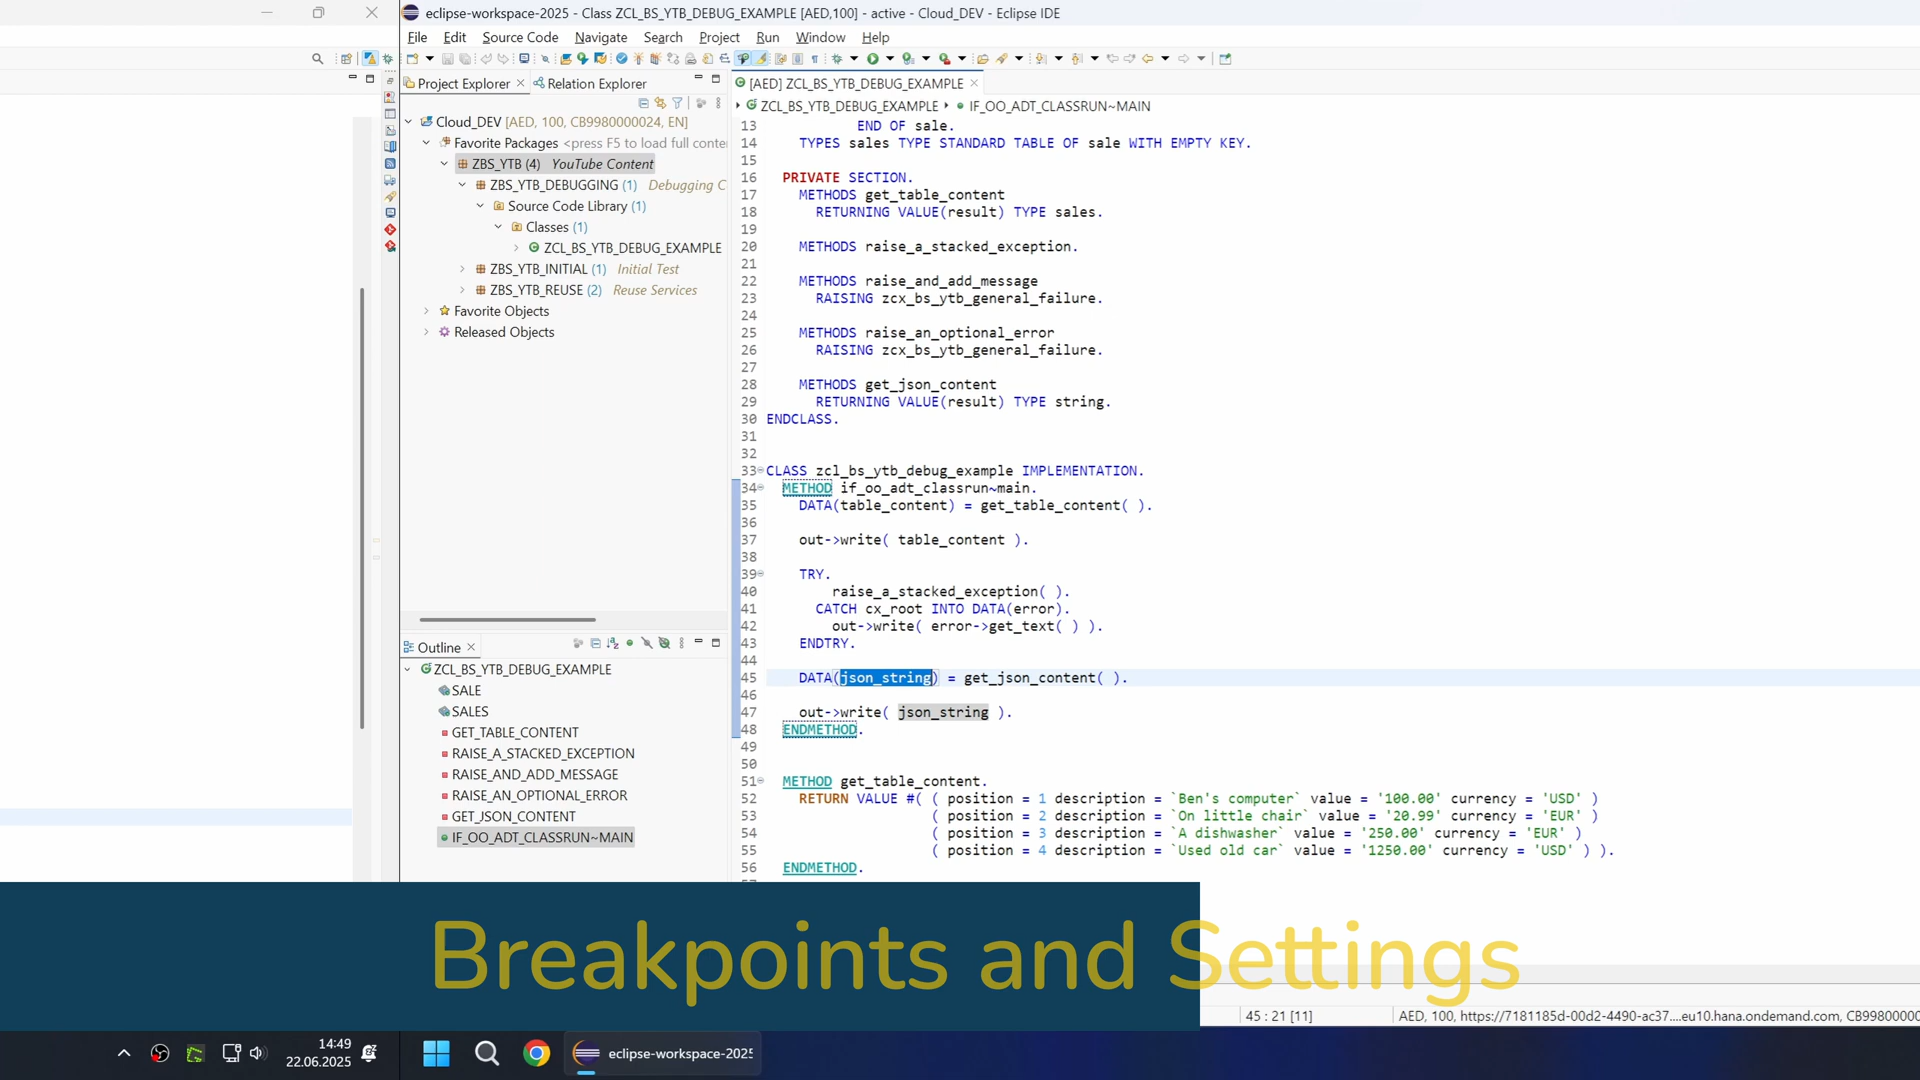 eclipse-workspace-2025 - Class ZCL_BS_YTB_DEBUG_EXAMPLE [AED,100] - active - Cloud_DEV - Eclipse IDE
File Edit Source Code Navigate Search Project Run Window Help
Project Explorer
Relation Explorer
Cloud_DEV [AED, 100, CB9980000024, EN]
Favorite Packages <press F5 to load full conte
ZBS_YTB (4) YouTube Content
ZBS_YTB_DEBUGGING (1) Debugging C
Source Code Library (1)
Classes (1)
ZCL_BS_YTB_DEBUG_EXAMPLE
ZBS_YTB_INITIAL (1) Initial Test
ZBS_YTB_REUSE (2) Reuse Services
Favorite Objects
Released Objects
Outline
ZCL_BS_YTB_DEBUG_EXAMPLE
SALE
SALES
GET_TABLE_CONTENT
RAISE_A_STACKED_EXCEPTION
RAISE_AND_ADD_MESSAGE
RAISE_AN_OPTIONAL_ERROR
GET_JSON_CONTENT
IF_OO_ADT_CLASSRUN~MAIN
[AED] ZCL_BS_YTB_DEBUG_EXAMPLE
ZCL_BS_YTB_DEBUG_EXAMPLE IF_OO_ADT_CLASSRUN~MAIN
13 END OF sale.
14 TYPES sales TYPE STANDARD TABLE OF sale WITH EMPTY KEY.
15
16 PRIVATE SECTION.
17 METHODS get_table_content
18 RETURNING VALUE(result) TYPE sales.
19
20 METHODS raise_a_stacked_exception.
21
22 METHODS raise_and_add_message
23 RAISING zcx_bs_ytb_general_failure.
24
25 METHODS raise_an_optional_error
26 RAISING zcx_bs_ytb_general_failure.
27
28 METHODS get_json_content
29 RETURNING VALUE(result) TYPE string.
30 ENDCLASS.
31
32
33 CLASS zcl_bs_ytb_debug_example IMPLEMENTATION.
34 METHOD if_oo_adt_classrun~main.
35 DATA(table_content) = get_table_content( ).
36
37 out->write( table_content ).
38
39 TRY.
40 raise_a_stacked_exception( ).
41 CATCH cx_root INTO DATA(error).
42 out->write( error->get_text( ) ).
43 ENDTRY.
44
45 DATA(json_string) = get_json_content( ).
46
47 out->write( json_string ).
48 ENDMETHOD.
49
50
51 METHOD get_table_content.
52 RETURN VALUE #( ( position = 1 description = `Ben's computer` value = '100.00' currency = 'USD' )
53 ( position = 2 description = `On little chair` value = '20.99' currency = 'EUR' )
54 ( position = 3 description = `A dishwasher` value = '250.00' currency = 'EUR' )
55 ( position = 4 description = `Used old car` value = '1250.00' currency = 'USD' ) ).
56 ENDMETHOD.
Breakpoints and Settings
45 : 21 [11]
AED, 100, https://7181185d-00d2-4490-ac37....eu10.hana.ondemand.com, CB998000
14:49
22.06.2025
eclipse-workspace-2025